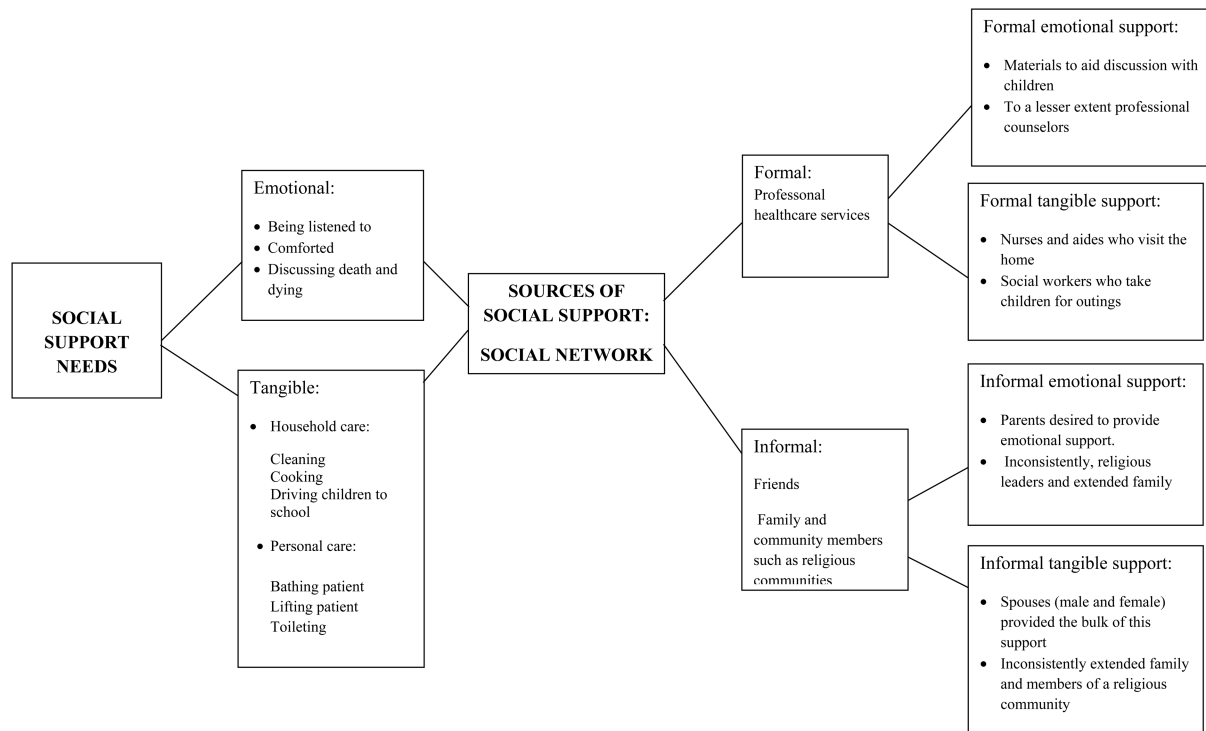 SOCIAL
SUPPORT
NEEDS
Emotional:
• Being listened to
• Comforted
• Discussing death and
dying
Tangible:
• Household care:
Cleaning
Cooking
Driving children to
school
• Personal care:
Bathing patient
Lifting patient
Toileting
SOURCES OF
SOCIAL SUPPORT:
SOCIAL NETWORK
Formal:
Professonal
healthcare services
Informal:
Friends
Family and
community members
such as religious
communities
Formal emotional support:
• Materials to aid discussion with
children
• To a lesser extent professional
counselors
Formal tangible support:
• Nurses and aides who visit the
home
• Social workers who take
children for outings
Informal emotional support:
• Parents desired to provide
emotional support.
• Inconsistently, religious
leaders and extended family
Informal tangible support:
• Spouses (male and female)
provided the bulk of this
support
• Inconsistently extended family
and members of a religious
community